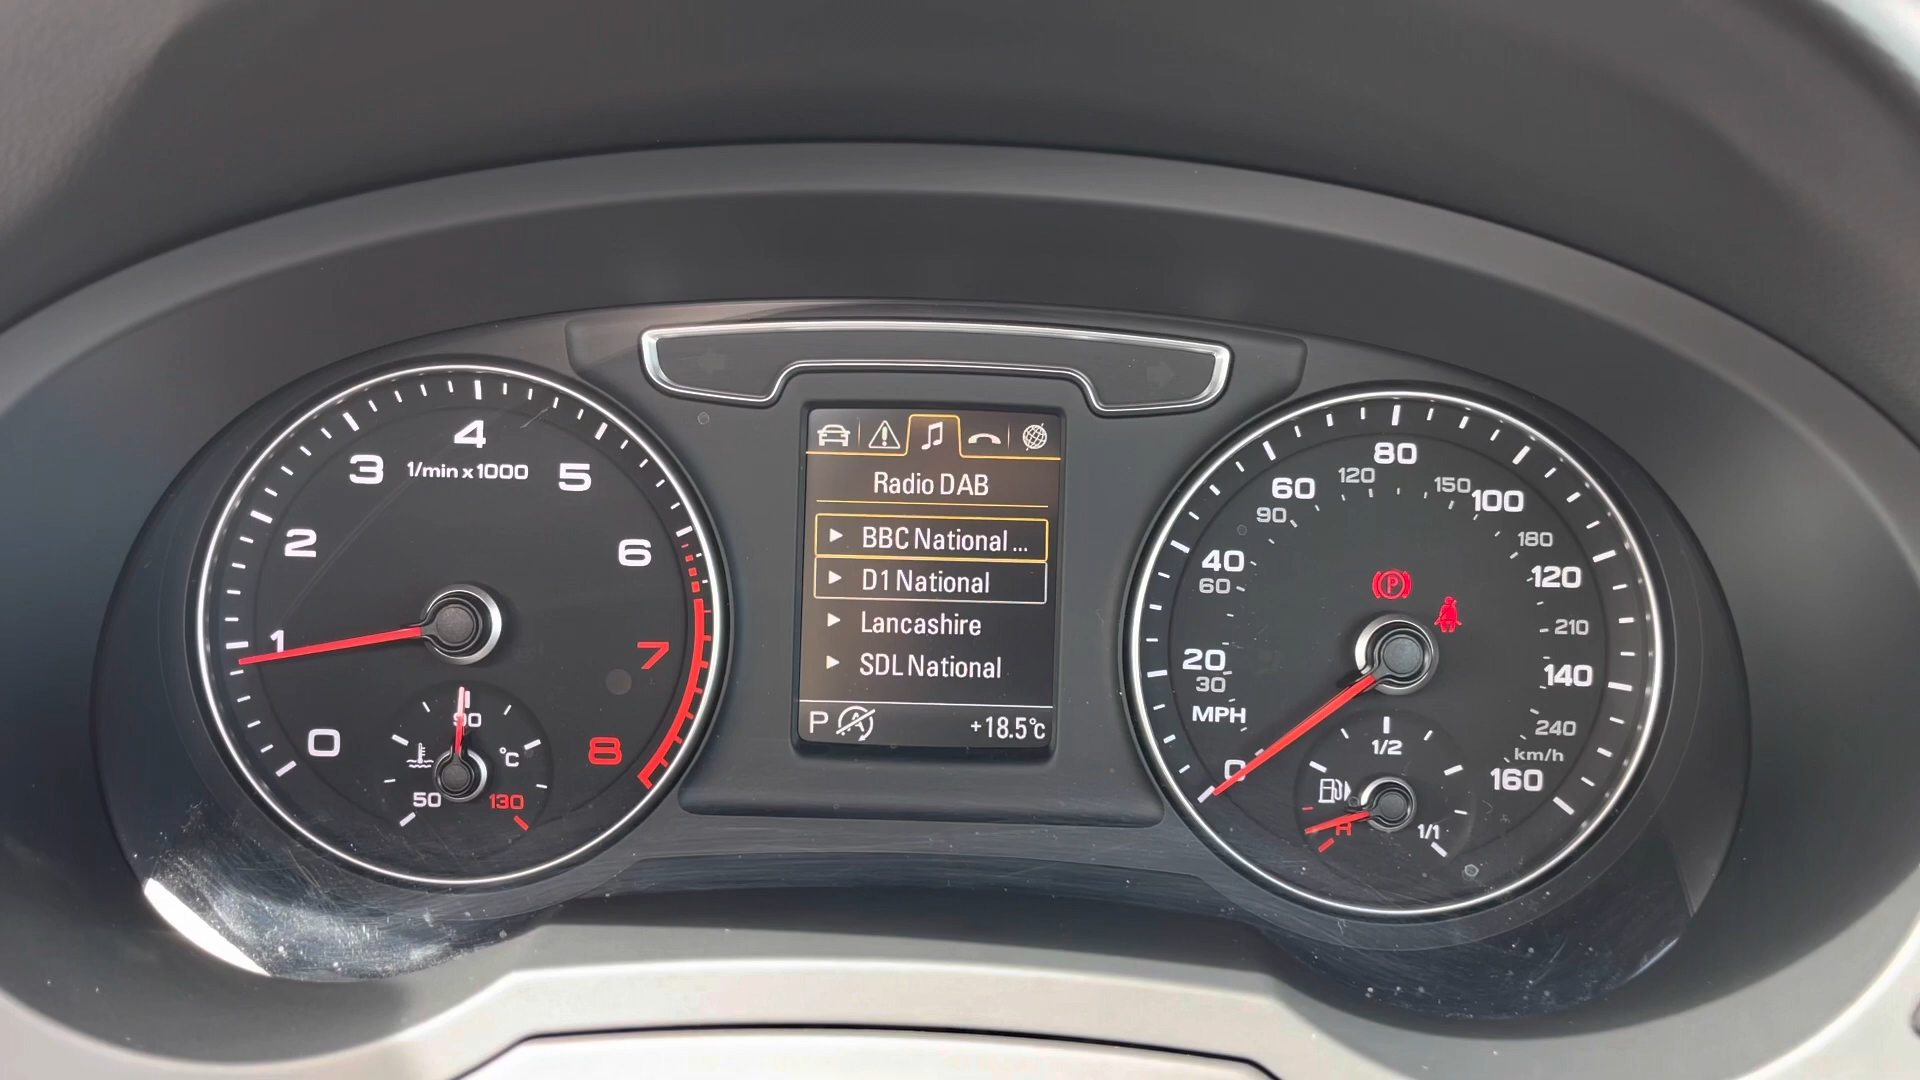 4
3
1/min x 1000
5
2
6
1
7
0
8
90
°C
50
130
Radio DAB
BBC National ...
D1 National
Lancashire
SDL National
P
A
+18.5°C
80
60
120
150
100
90
180
40
120
60
P
210
20
140
30
MPH
240
1/2
km/h
0
160
R
1/1